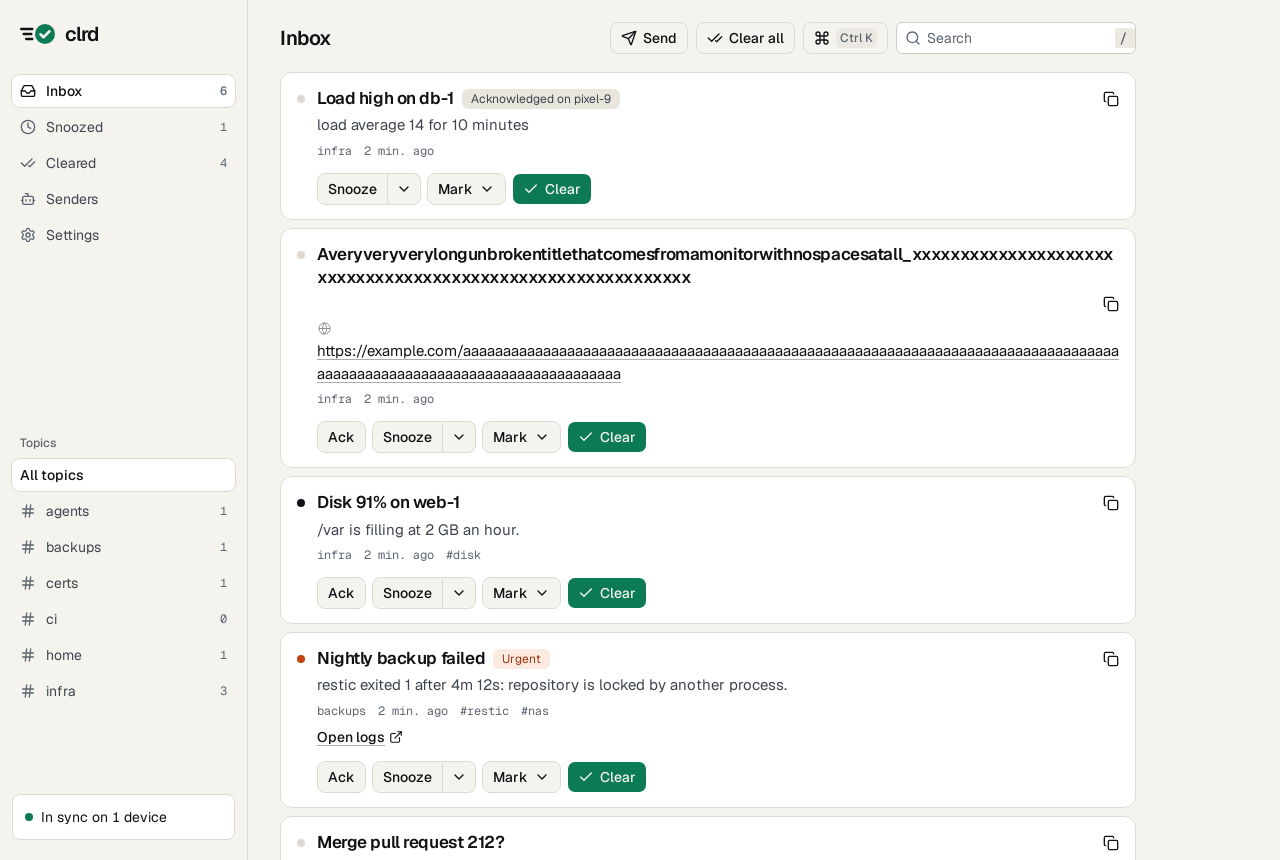 clrd
Inbox 6
Snoozed 1
Cleared 4
Senders
Settings
Topics
All topics
# agents 1
# backups 1
# certs 1
# ci 0
# home 1
# infra 3
In sync on 1 device
Inbox
Send
Clear all
Ctrl K
Search /
Load high on db-1 Acknowledged on pixel-9
load average 14 for 10 minutes
infra 2 min. ago
Snooze Mark Clear
Averyveryverylongunbrokentitlethatcomesfromamonitorwithnospacesatall_xxxxxxxxxxxxxxxxxxxxx
xxxxxxxxxxxxxxxxxxxxxxxxxxxxxxxxxxxxxxx
https://example.com/aaaaaaaaaaaaaaaaaaaaaaaaaaaaaaaaaaaaaaaaaaaaaaaaaaaaaaaaaaaaaaaaaaaaaaaaaaaaaaaaaa
aaaaaaaaaaaaaaaaaaaaaaaaaaaaaaaaaaaaaa
infra 2 min. ago
Ack Snooze Mark Clear
Disk 91% on web-1
/var is filling at 2 GB an hour.
infra 2 min. ago #disk
Ack Snooze Mark Clear
Nightly backup failed Urgent
restic exited 1 after 4m 12s: repository is locked by another process.
backups 2 min. ago #restic #nas
Open logs
Ack Snooze Mark Clear
Merge pull request 212?